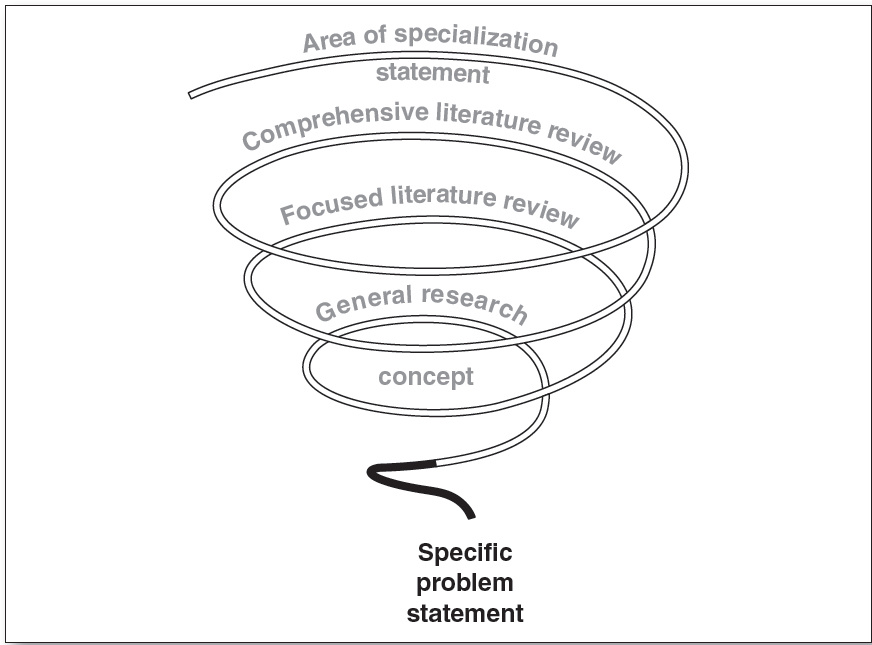 Area of specialization
statement
Comprehensive literature review
Focused literature review
General research
concept
Specific
problem
statement